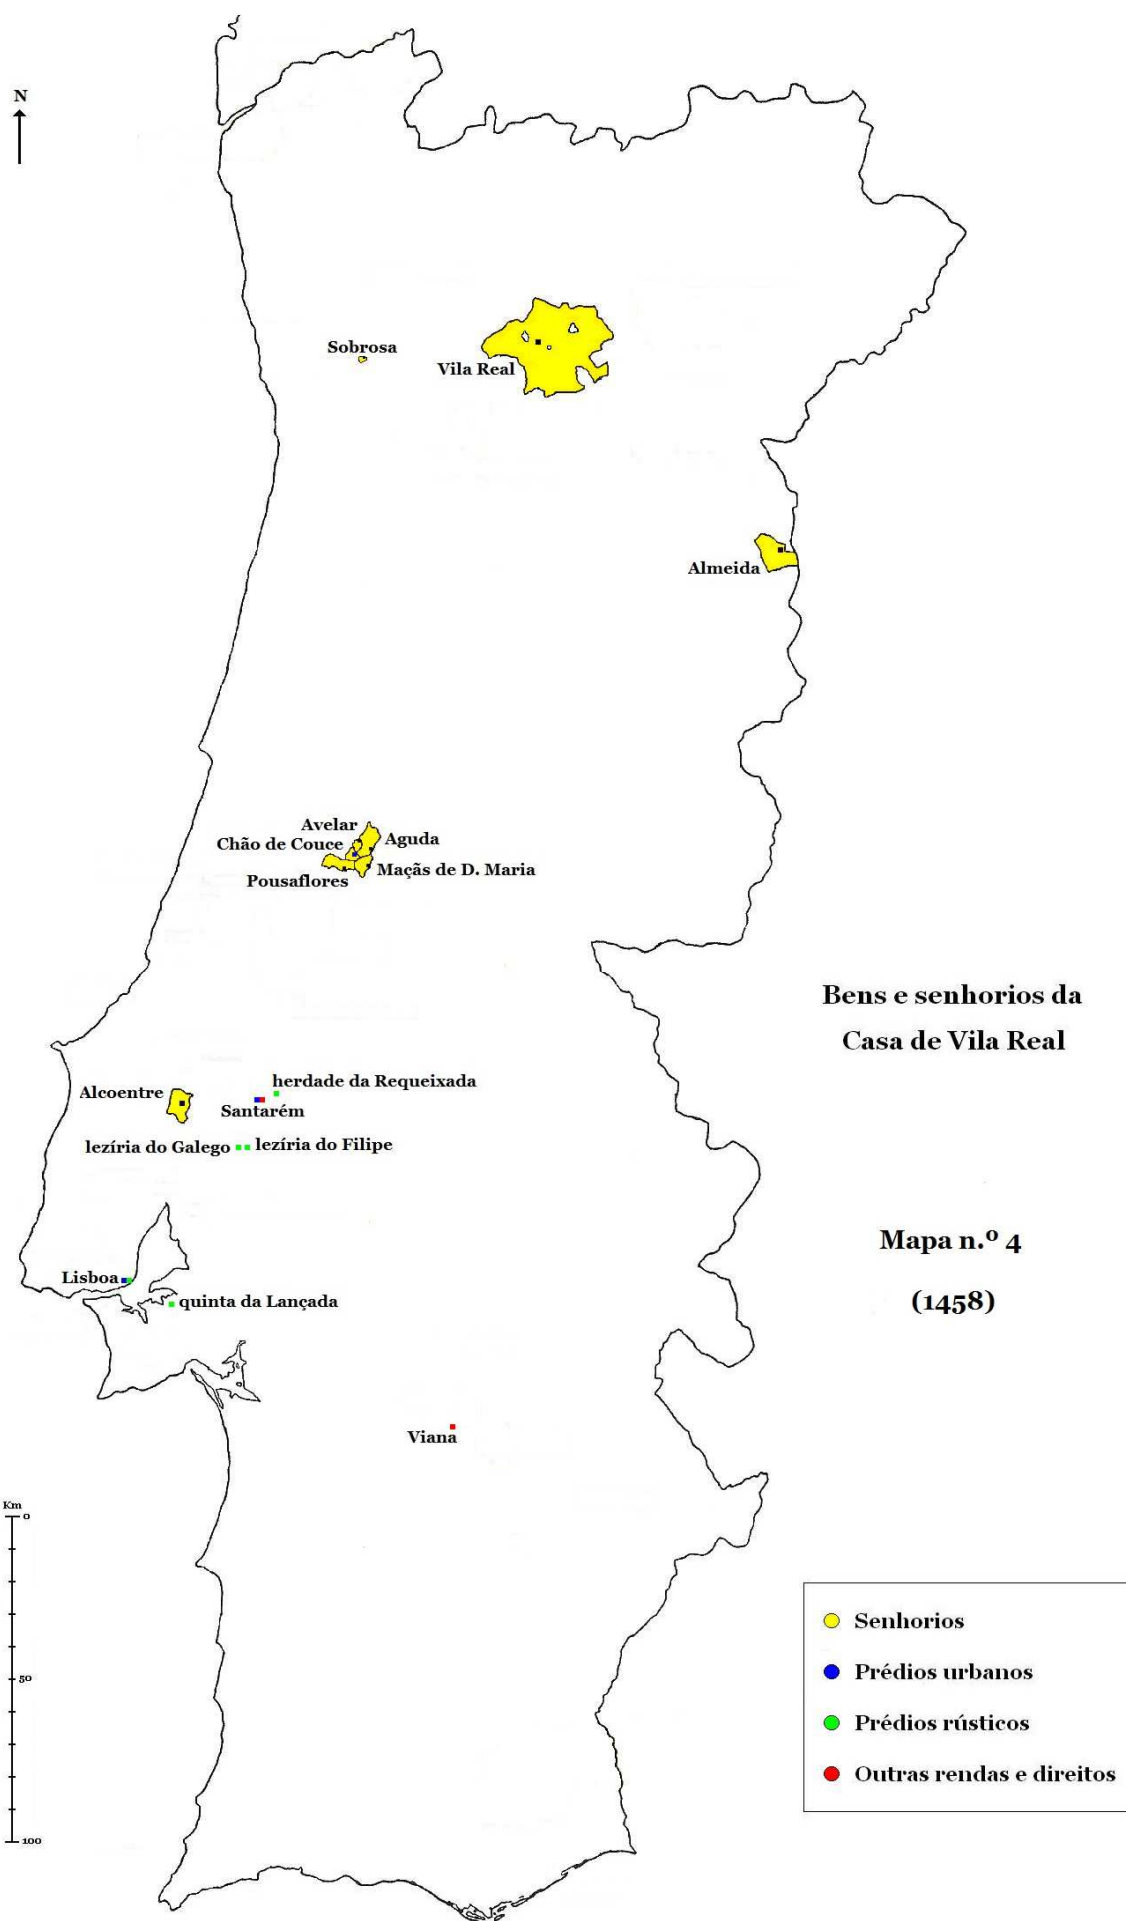 N
Sobrosa
Vila Real
Almeida
Avelar
Chão de Couce
Aguda
Maçãs de D. Maria
Pousaflores
Bens e senhorios da
Casa de Vila Real
herdade da Requeixada
Alcoentre
Santarém
lezíria do Galego
lezíria do Filipe
Mapa n.º 4
(1458)
Lisboa
quinta da Lançada
Viana
Km
0
50
100
Senhorios
Prédios urbanos
Prédios rústicos
Outras rendas e direitos